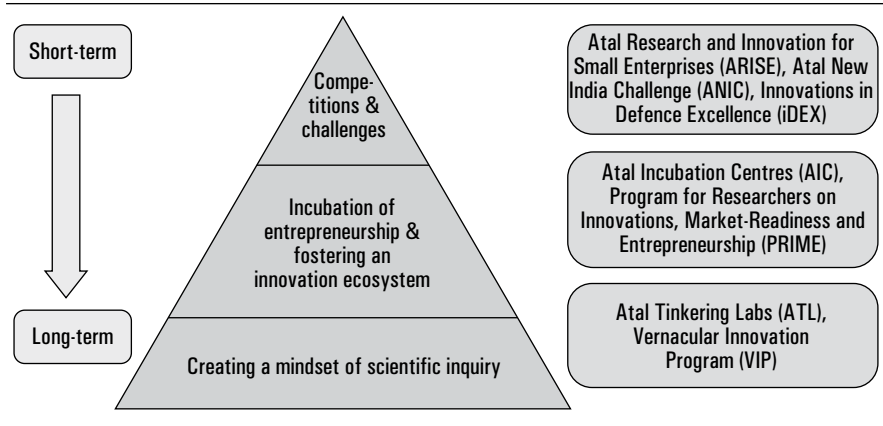 Short-term
Compe-
titions &
challenges
Atal Research and Innovation for
Small Enterprises (ARISE), Atal New
India Challenge (ANIC), Innovations in
Defence Excellence (iDEX)
Incubation of
entrepreneurship &
fostering an
innovation ecosystem
Atal Incubation Centres (AIC),
Program for Researchers on
Innovations, Market-Readiness and
Entrepreneurship (PRIME)
Long-term
Creating a mindset of scientific inquiry
Atal Tinkering Labs (ATL),
Vernacular Innovation
Program (VIP)